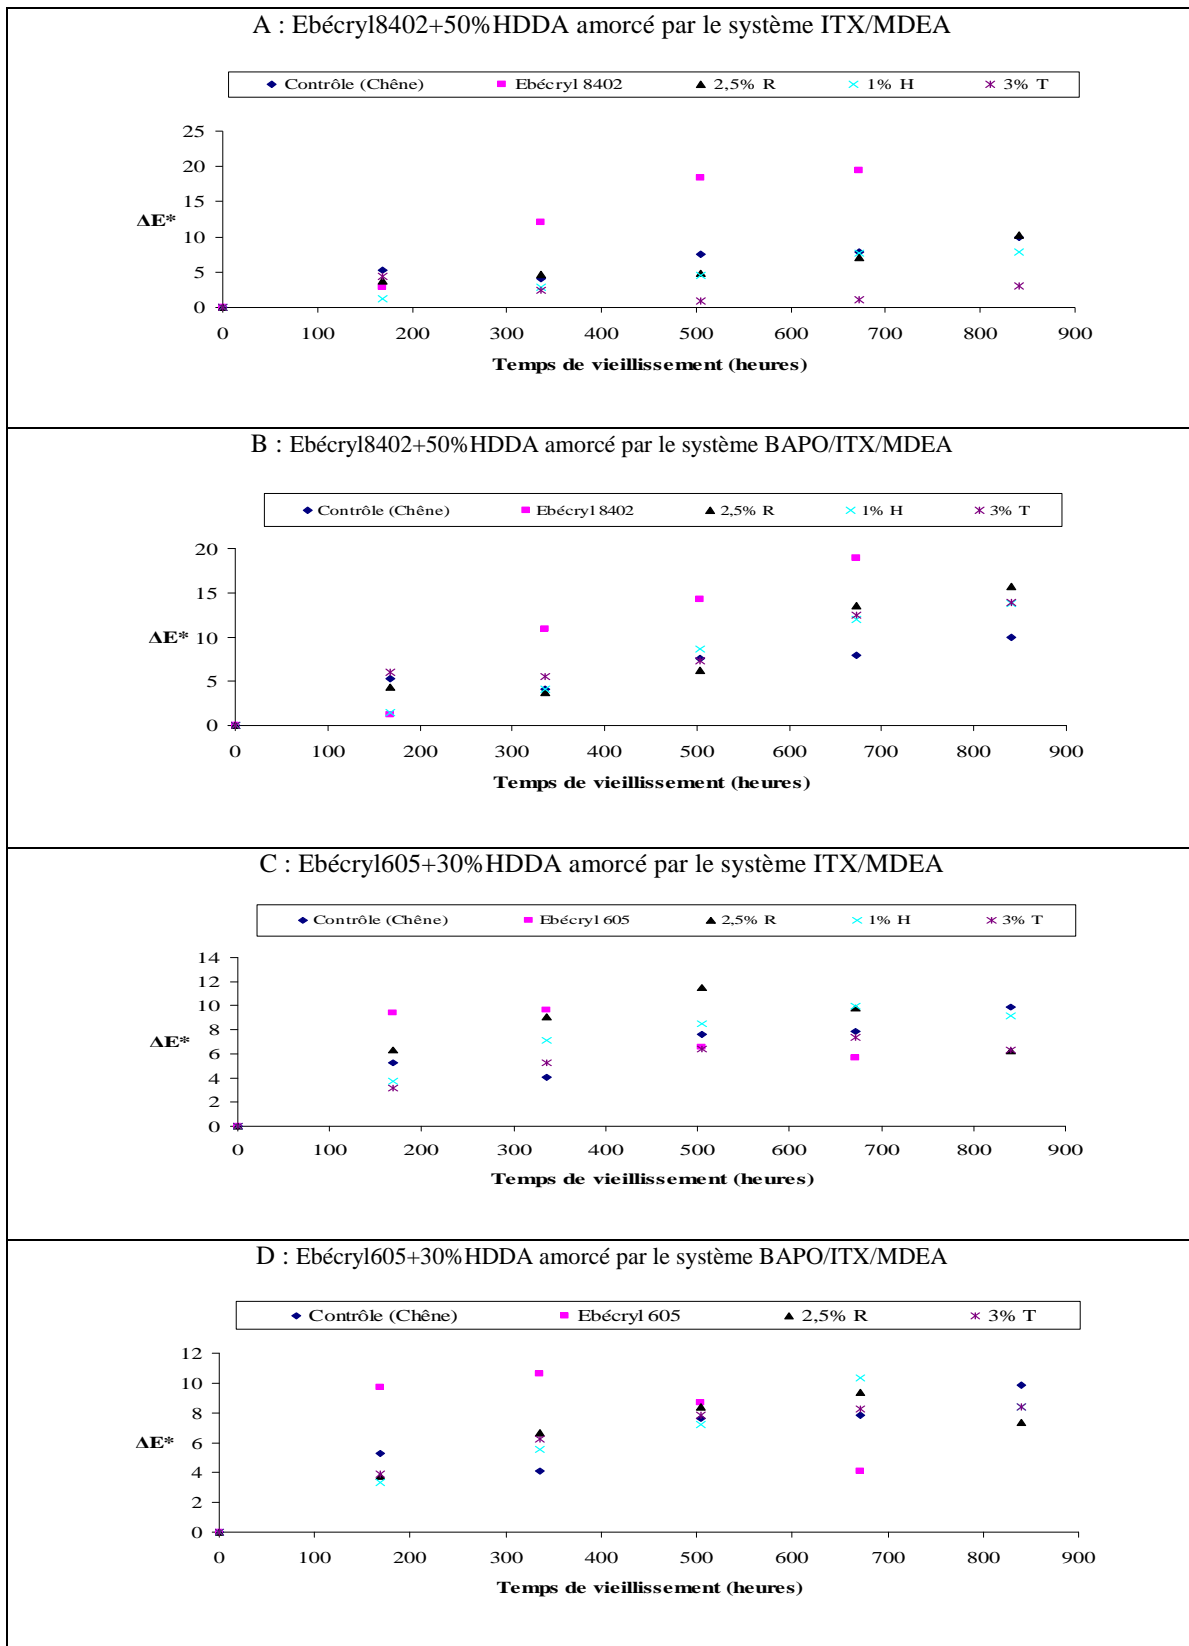 A : Ebécryl8402+50%HDDA amorcé par le système ITX/MDEA
Contrôle (Chêne) Ebécryl 8402 2,5% R 1% H 3% T
25
20
15
10
5
0
ΔE*
0 100 200 300 400 500 600 700 800 900
Temps de vieillissement (heures)
B : Ebécryl8402+50%HDDA amorcé par le système BAPO/ITX/MDEA
Contrôle (Chêne) Ebécryl 8402 2,5% R 1% H 3% T
20
15
10
5
0
ΔE*
0 100 200 300 400 500 600 700 800 900
Temps de vieillissement (heures)
C : Ebécryl605+30%HDDA amorcé par le système ITX/MDEA
Contrôle (Chêne) Ebécryl 605 2,5% R 1% H 3% T
14
12
10
8
6
4
2
0
ΔE*
0 100 200 300 400 500 600 700 800 900
Temps de vieillissement (heures)
D : Ebécryl605+30%HDDA amorcé par le système BAPO/ITX/MDEA
Contrôle (Chêne) Ebécryl 605 2,5% R 3% T
12
10
8
6
4
2
0
ΔE*
0 100 200 300 400 500 600 700 800 900
Temps de vieillissement (heures)